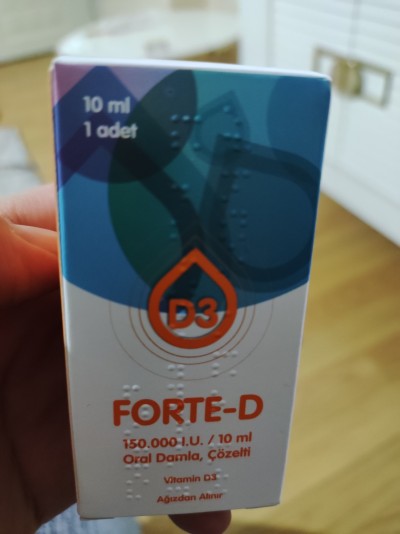 10 ml
1 adet
D3
FORTE-D
150.000 I.U. / 10 ml
Oral Damla, Çözelti
Vitamin D3
Ağızdan Alınır